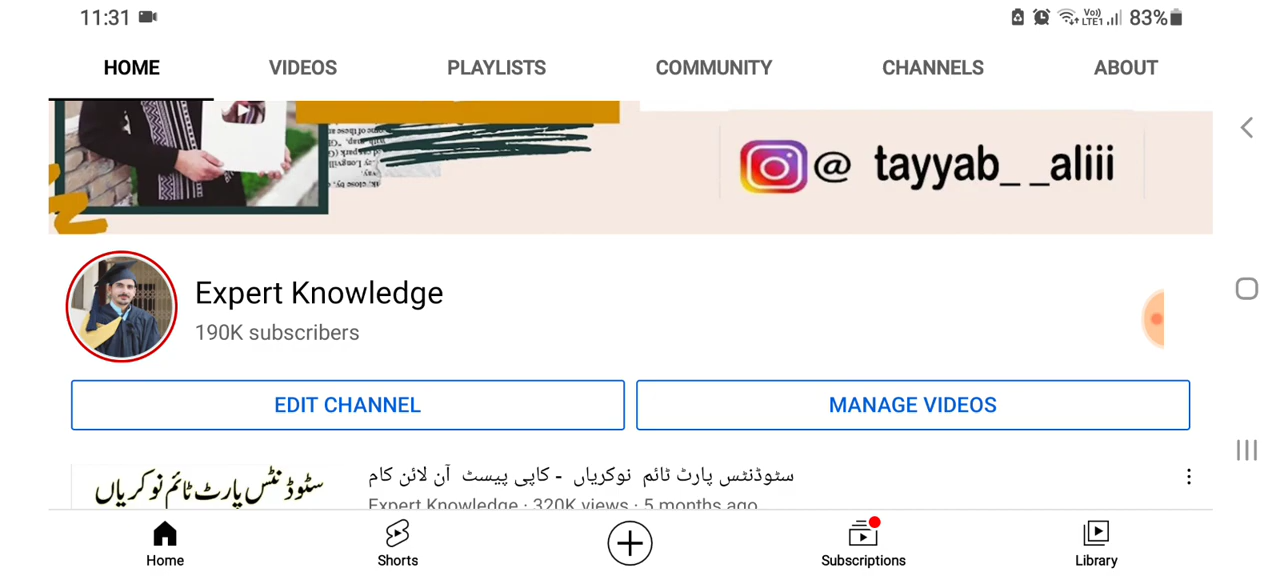 11:31
Vo)) LTE1 83%
HOME VIDEOS PLAYLISTS COMMUNITY CHANNELS ABOUT
@ tayyab_ _aliii
Expert Knowledge
190K subscribers
EDIT CHANNEL MANAGE VIDEOS
سٹوڈنٹس پارٹ ٹائم نوکریاں
سٹوڈنٹس پارٹ ٹائم نوکریاں - کاپی پیسٹ آن لائن کام
Expert Knowledge · 320K views · 5 months ago
Home Shorts Subscriptions Library